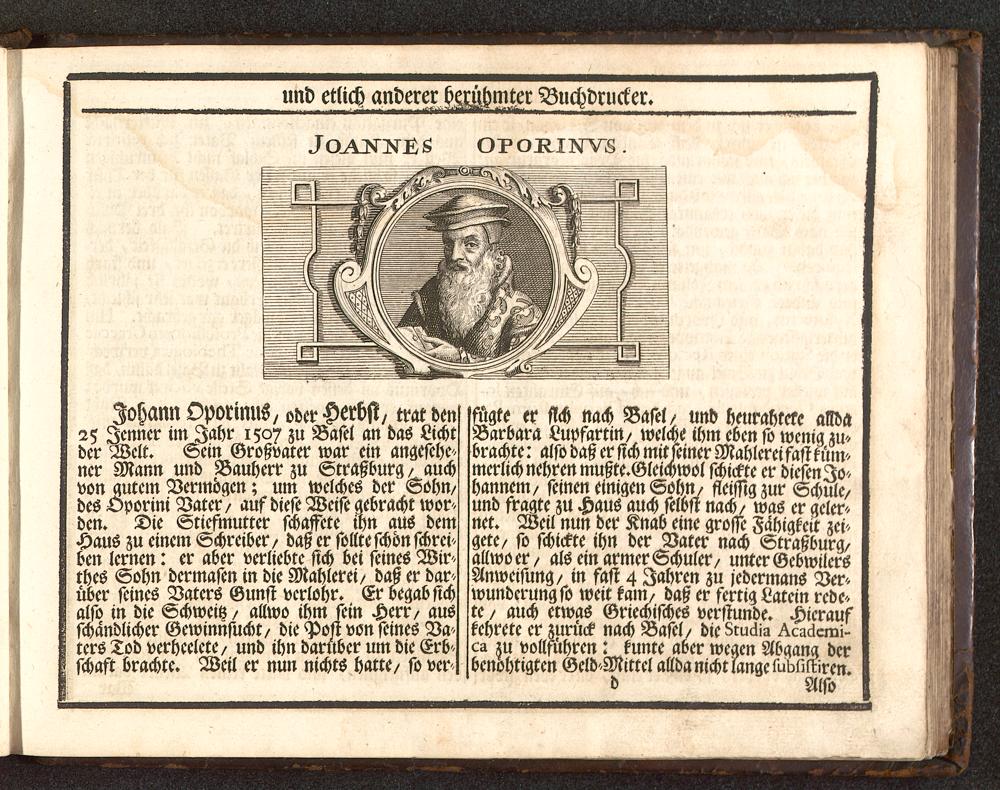 und etlich anderer berühmter Buchdrucker.
JOANNES OPORINVS.
Johann Oporinus, oder Herbst, trat den
25 Jenner im Jahr 1507 zu Basel an das Licht
der Welt. Sein Großvater war ein angesehe-
ner Mann und Bauherr zu Straßburg, auch
von gutem Vermögen; um welches der Sohn,
des Oporini Vater, auf diese Weise gebracht wor-
den. Die Stiefmutter schaffete ihn aus dem
Haus zu einem Schreiber, daß er sollte schön schrei-
ben lernen: er aber verliebte sich bei seines Wir-
thes Sohn dermasen in die Mahlerei, daß er dar-
über seines Vaters Gunst verlohr. Er begab sich
also in die Schweitz, allwo ihm sein Herr, aus
schändlicher Gewinnsucht, die Post von seines Va-
ters Tod verheelete, und ihn darüber um die Erb-
schaft brachte. Weil er nun nichts hatte, so ver-
fügte er sich nach Basel, und heurahtete allda
Barbara Lupfartin, welche ihm eben so wenig zu-
brachte: also daß er sich mit seiner Mahlerei fast küm-
merlich nehren mußte. Gleichwol schickte er diesen Jo-
hannem, seinen einigen Sohn, fleissig zur Schule,
und fragte zu Haus auch selbst nach, was er geler-
net. Weil nun der Knab eine grosse Fähigkeit zei-
gete, so schickte ihn der Vater nach Straßburg,
allwo er, als ein armer Schuler, unter Gebwilers
Anweisung, in fast 4 Jahren zu jedermans Ver-
wunderung so weit kam, daß er fertig Latein rede-
te, auch etwas Griechisches verstunde. Hierauf
kehrete er zurück nach Basel, die Studia Academi-
ca zu vollführen: kunte aber wegen Abgang der
benöhtigten Geld-Mittel allda nicht lange subsistiren.
d
Also